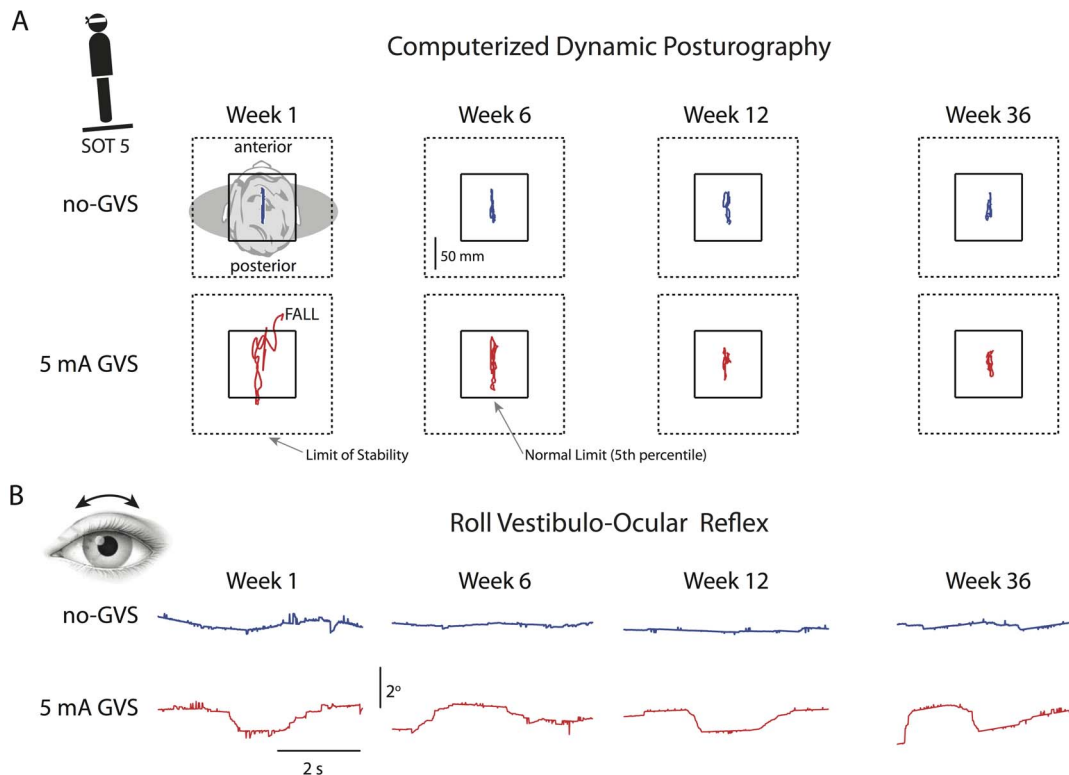 A
Computerized Dynamic Posturography
SOT 5
Week 1
Week 6
Week 12
Week 36
no-GVS
anterior
posterior
50 mm
5 mA GVS
FALL
Limit of Stability
Normal Limit (5th percentile)
B
Roll Vestibulo-Ocular Reflex
Week 1
Week 6
Week 12
Week 36
no-GVS
5 mA GVS
2°
2 s